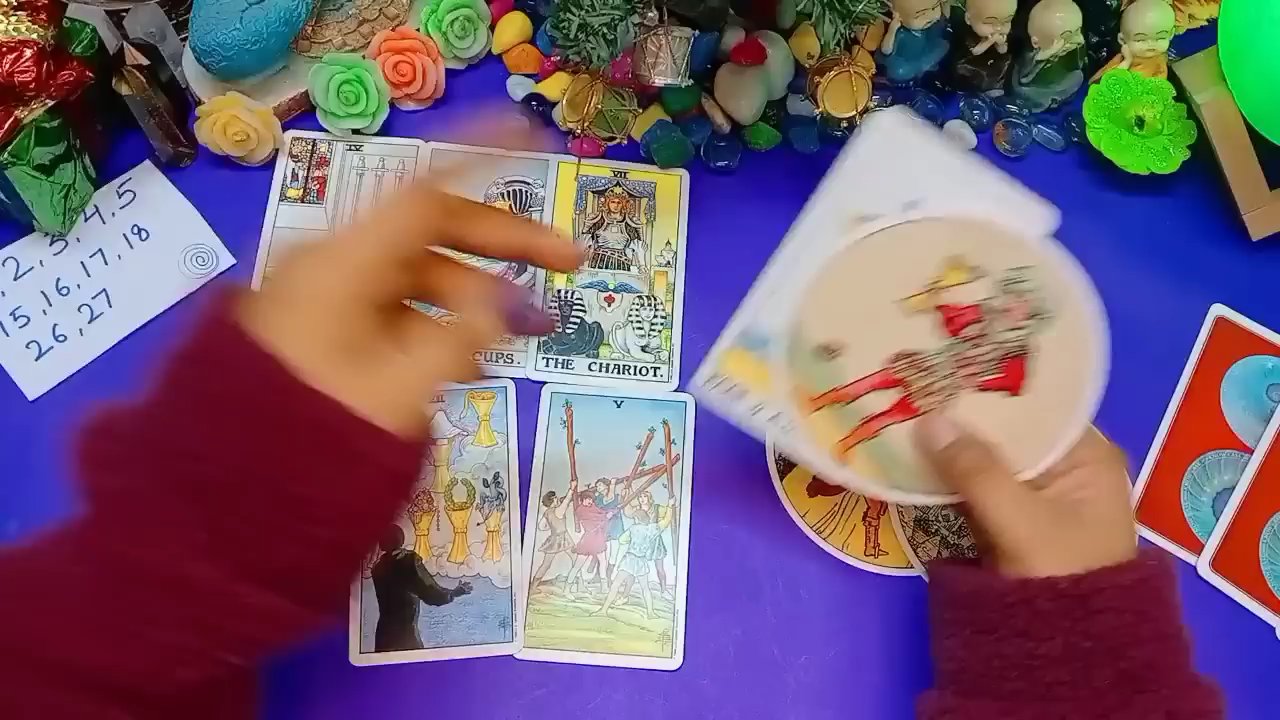 , 2, 3, 4, 5
15, 16, 17, 18
26, 27
IV
CUPS.
VII
THE CHARIOT.
V